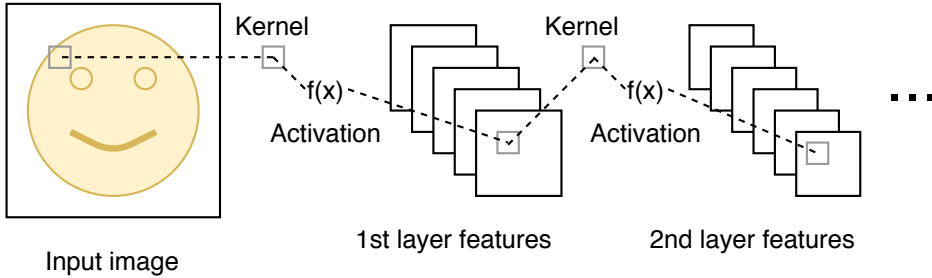 Kernel
f(x)
Activation
Kernel
f(x)
Activation
...
Input image
1st layer features
2nd layer features